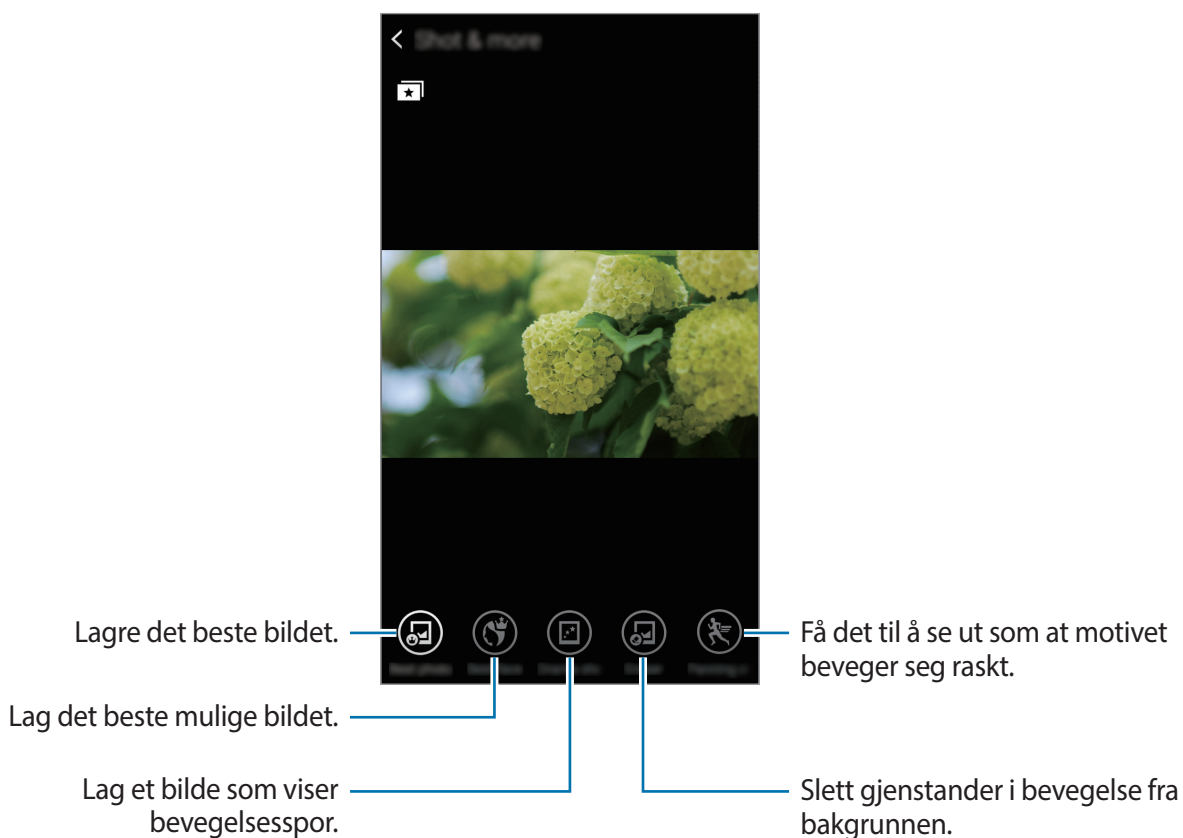 Shot & more
Lagre det beste bildet.
Lag det beste mulige bildet.
Lag et bilde som viser
bevegelsesspor.
Få det til å se ut som at motivet
beveger seg raskt.
Slett gjenstander i bevegelse fra
bakgrunnen.